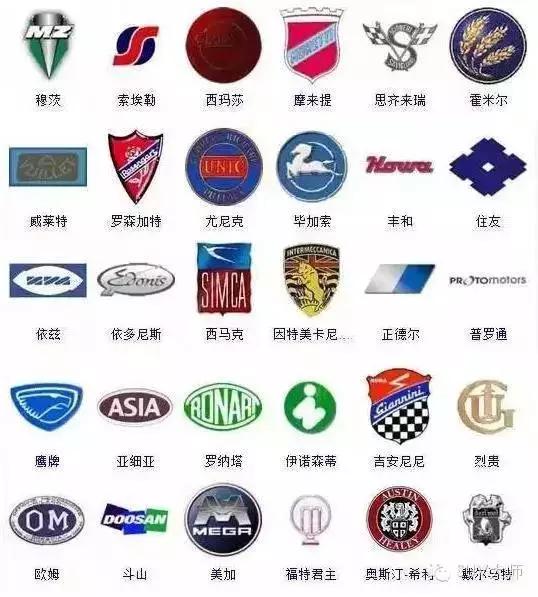 MZ
穆茨 索埃勒 西玛莎 摩来提 思齐来瑞 霍米尔
UNIC Howa
威莱特 罗森加特 尤尼克 毕加索 丰和 住友
Edonis SIMCA INTERMECCANICA PROTOmotors
依兹 依多尼斯 西马克 因特美卡尼.... 正德尔 普罗通
ASIA RONART Giannini
鹰牌 亚细亚 罗纳塔 伊诺森蒂 吉安尼尼 烈贵
OM DOOSAN MEGA AUSTIN HEALEY
欧姆 斗山 美加 福特君主 奥斯汀-希利 戴尔马特